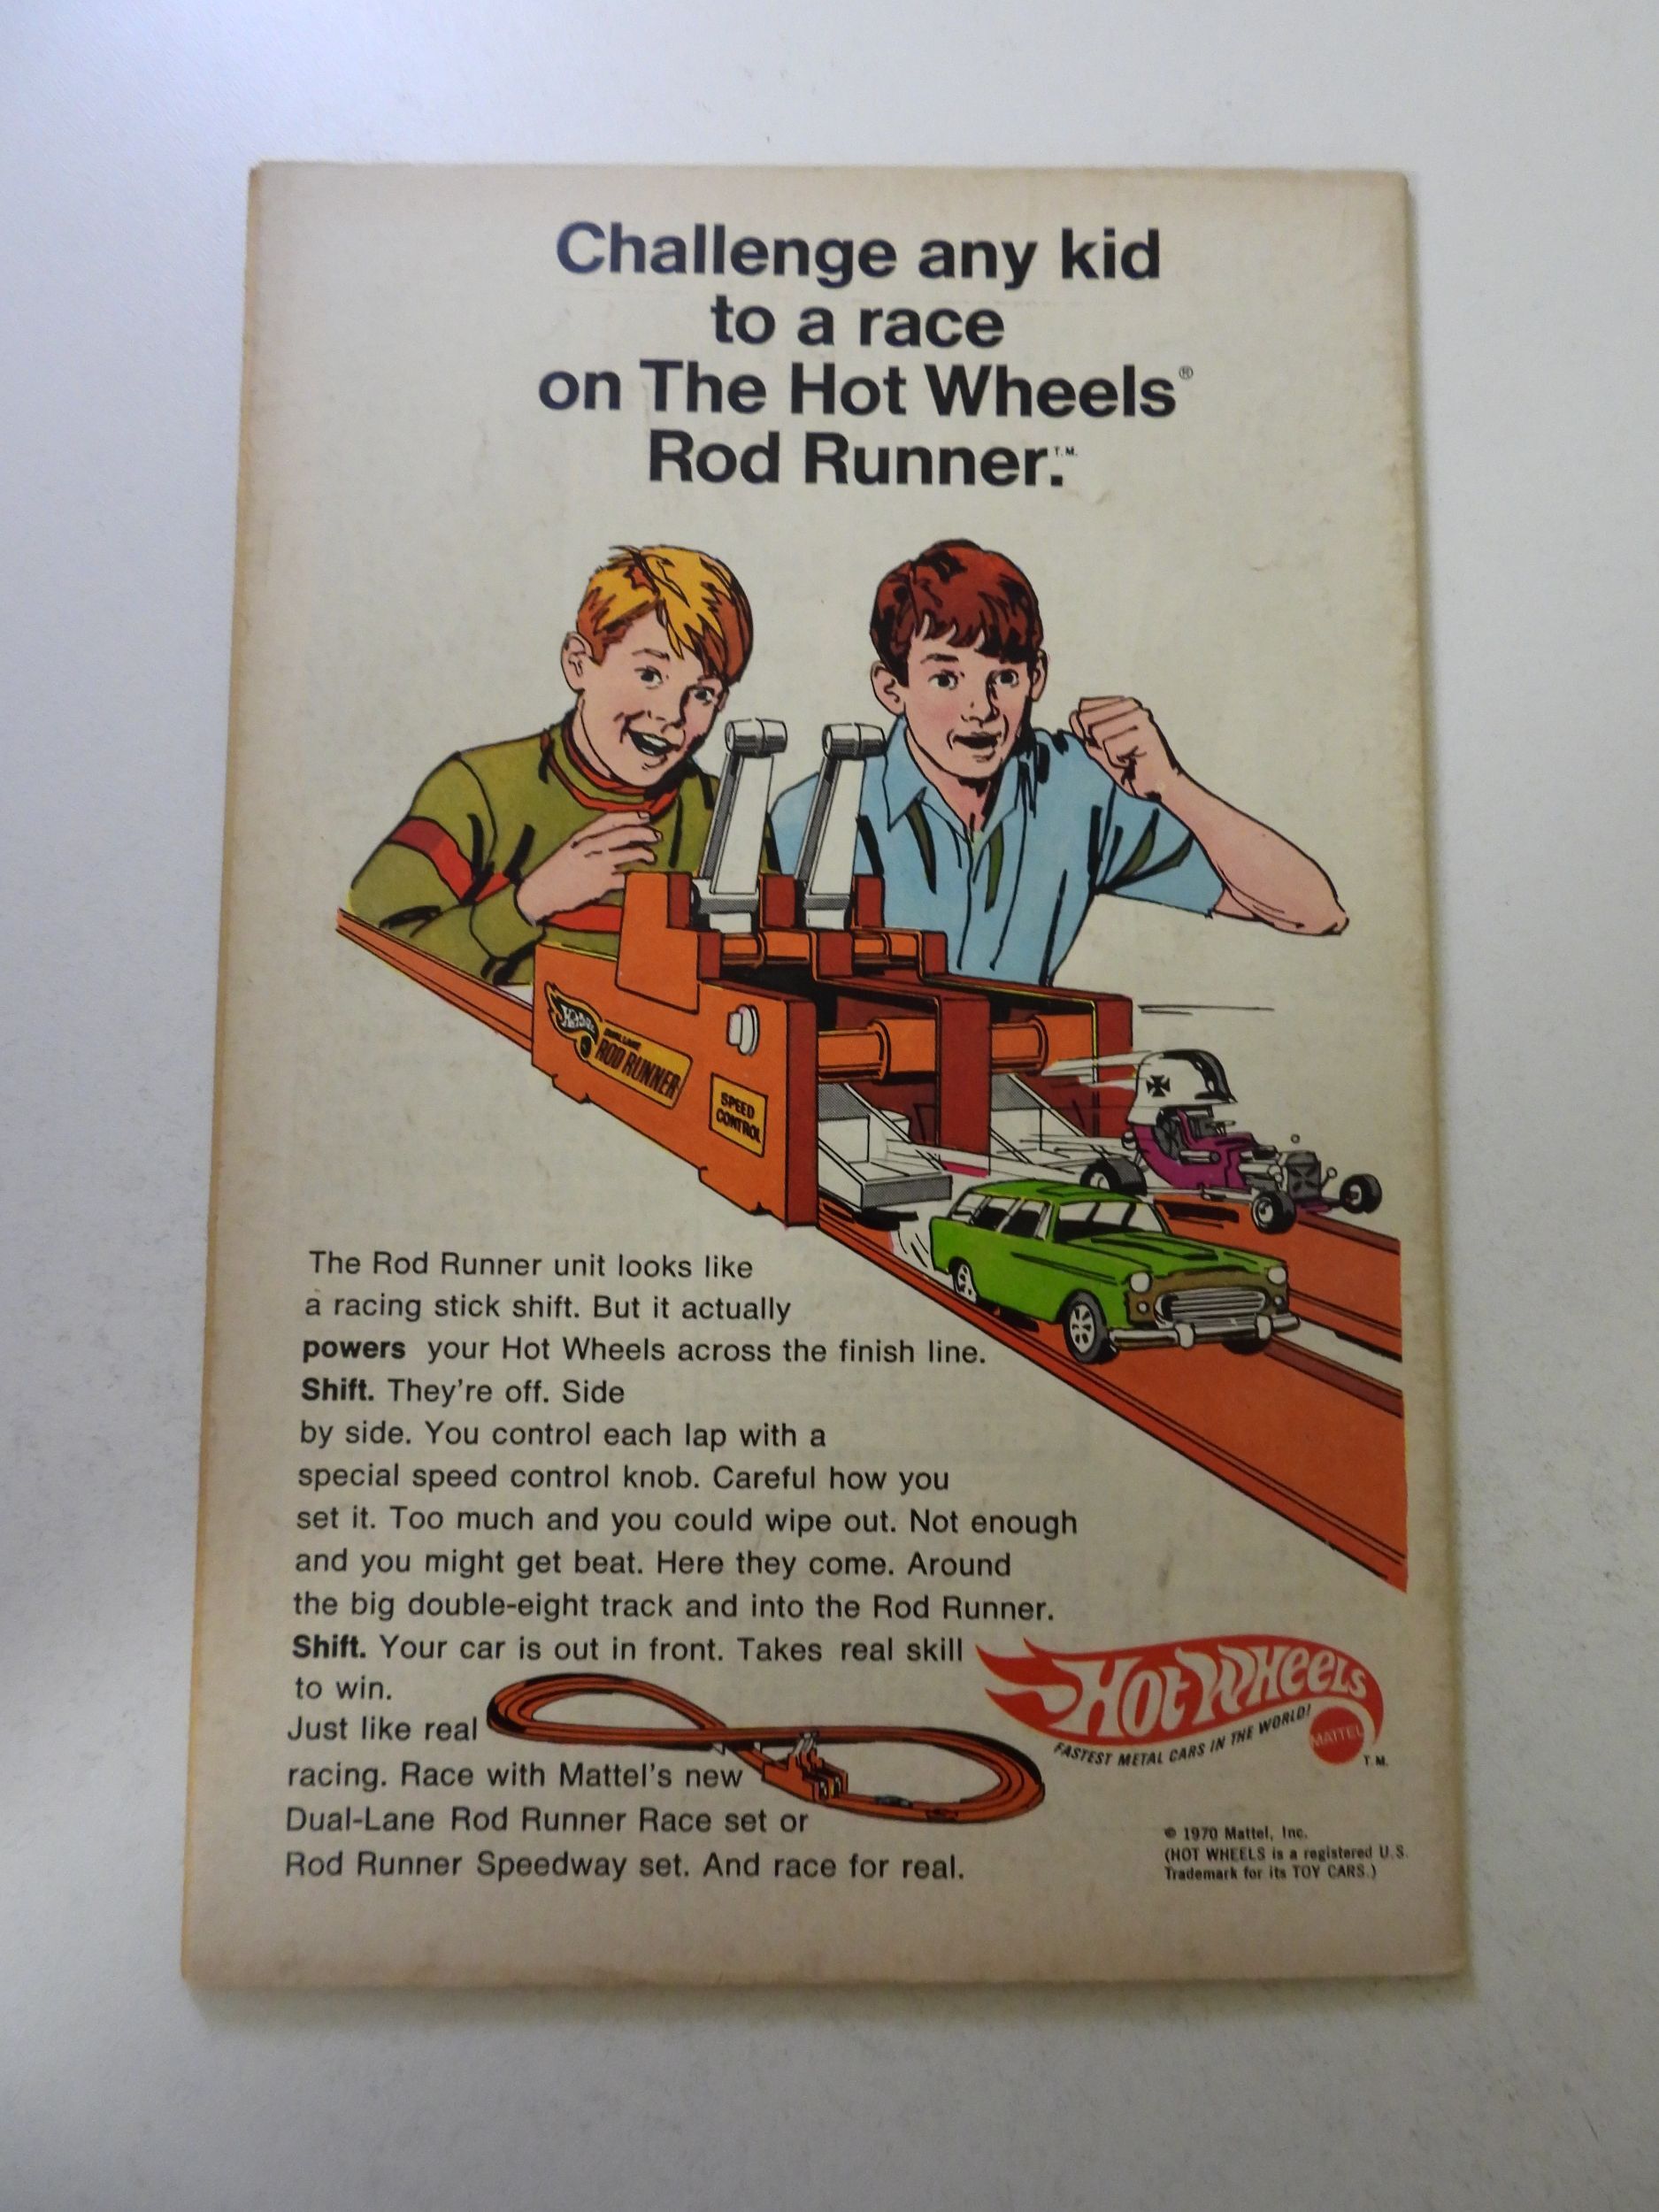 Challenge any kid
to a race
on The Hot Wheels®
Rod Runner.T.M.
HOT WHEELS
DUAL-LANE
ROD RUNNER
SPEED
CONTROL
The Rod Runner unit looks like
a racing stick shift. But it actually
powers your Hot Wheels across the finish line.
Shift. They're off. Side
by side. You control each lap with a
special speed control knob. Careful how you
set it. Too much and you could wipe out. Not enough
and you might get beat. Here they come. Around
the big double-eight track and into the Rod Runner.
Shift. Your car is out in front. Takes real skill
to win.
Just like real
racing. Race with Mattel's new
Dual-Lane Rod Runner Race set or
Rod Runner Speedway set. And race for real.
HOT WHEELS
FASTEST METAL CARS IN THE WORLD!
MATTEL
T.M.
© 1970 Mattel, Inc.
(HOT WHEELS is a registered U.S.
Trademark for its TOY CARS.)